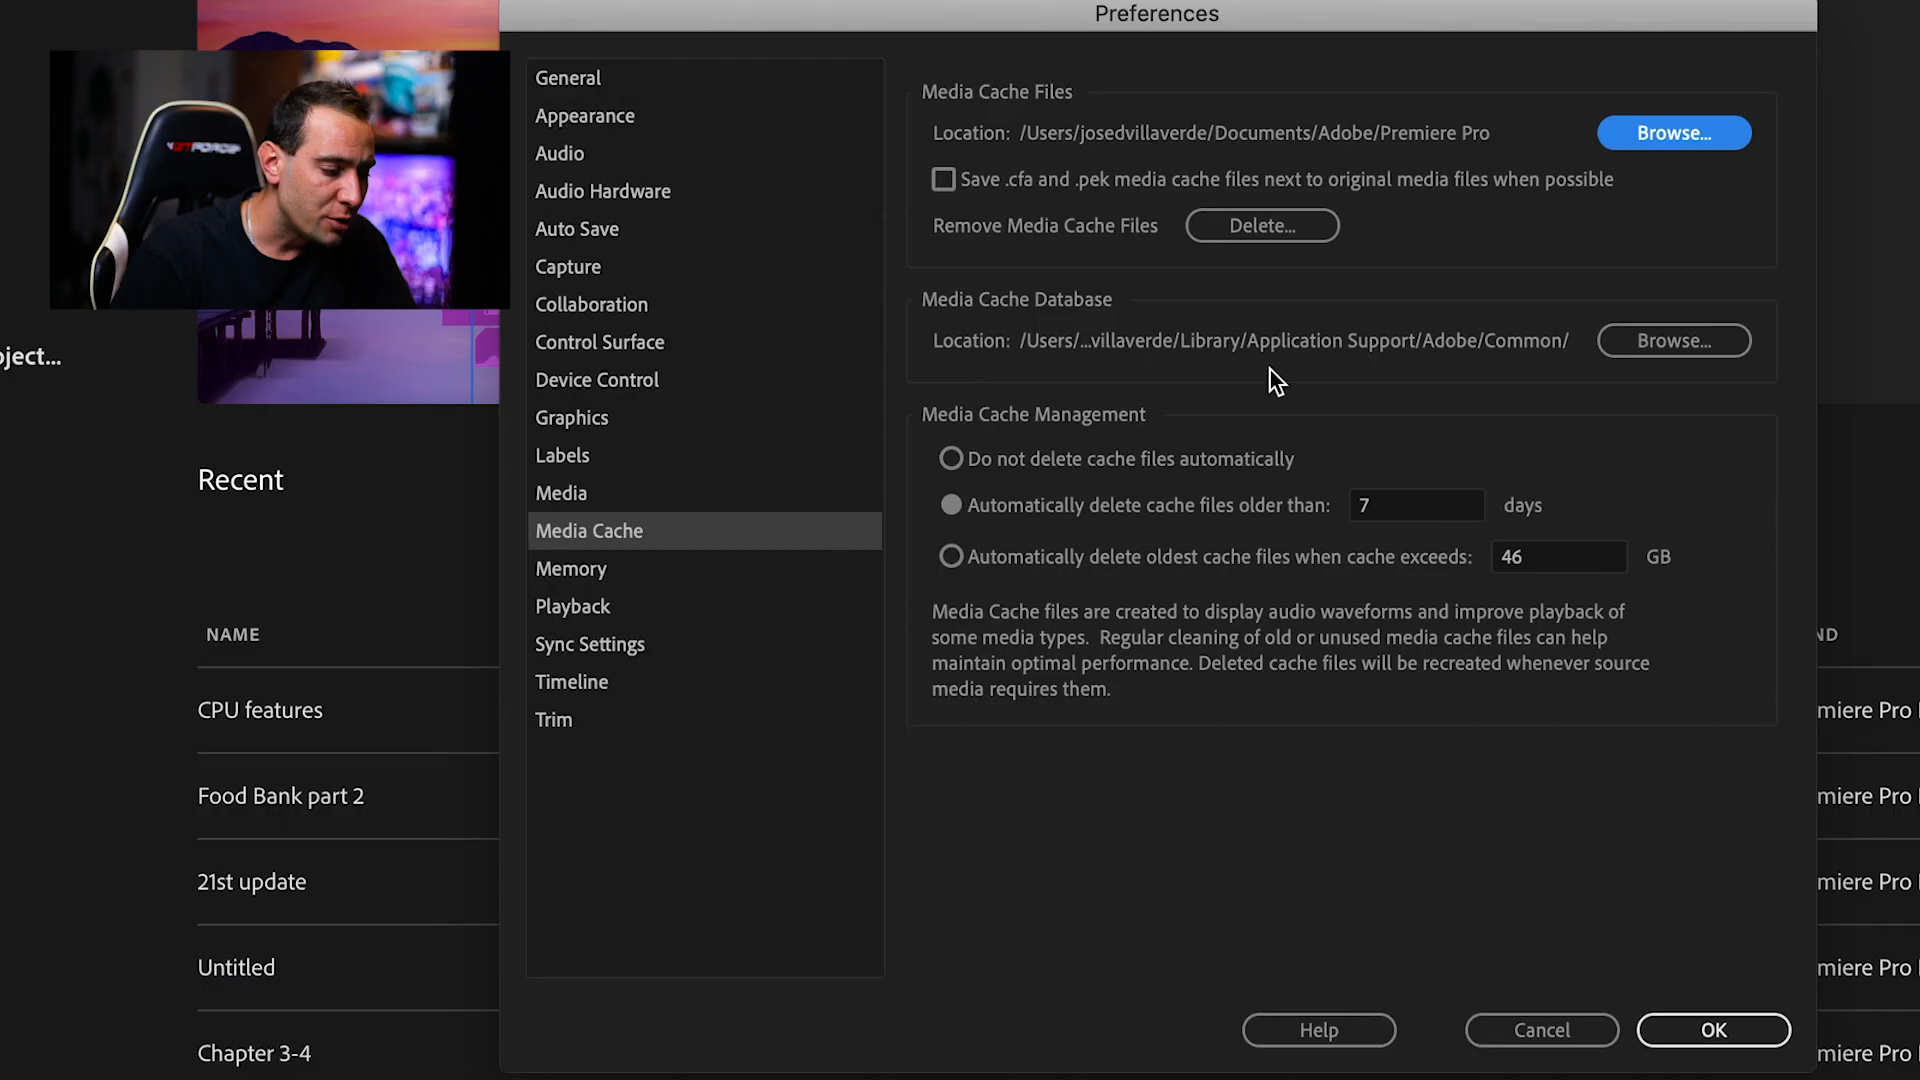 Preferences
GTFORCE
oject...
Recent
NAME
CPU features
Food Bank part 2
21st update
Untitled
Chapter 3-4
General
Appearance
Audio
Audio Hardware
Auto Save
Capture
Collaboration
Control Surface
Device Control
Graphics
Labels
Media
Media Cache
Memory
Playback
Sync Settings
Timeline
Trim
Media Cache Files
Location: /Users/josedvillaverde/Documents/Adobe/Premiere Pro
Browse...
Save .cfa and .pek media cache files next to original media files when possible
Remove Media Cache Files
Delete...
Media Cache Database
Location: /Users/...villaverde/Library/Application Support/Adobe/Common/
Browse...
Media Cache Management
Do not delete cache files automatically
Automatically delete cache files older than: 7 days
Automatically delete oldest cache files when cache exceeds: 46 GB
Media Cache files are created to display audio waveforms and improve playback of
some media types. Regular cleaning of old or unused media cache files can help
maintain optimal performance. Deleted cache files will be recreated whenever source
media requires them.
Help
Cancel
OK
ND
miere Pro
miere Pro
miere Pro
miere Pro
miere Pro